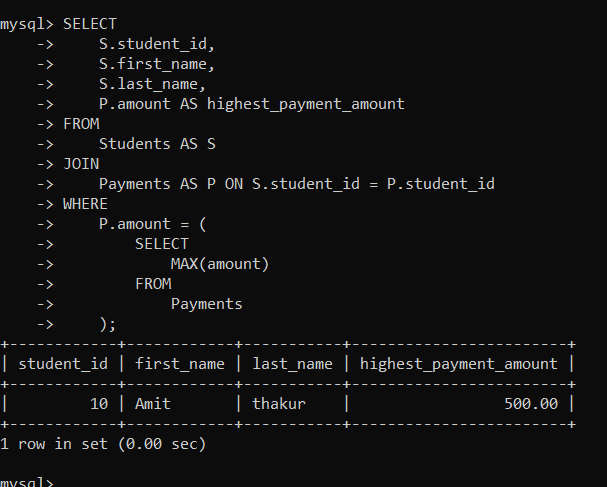 mysql> SELECT
    ->     S.student_id,
    ->     S.first_name,
    ->     S.last_name,
    ->     P.amount AS highest_payment_amount
    -> FROM
    ->     Students AS S
    -> JOIN
    ->     Payments AS P ON S.student_id = P.student_id
    -> WHERE
    ->     P.amount = (
    ->         SELECT
    ->             MAX(amount)
    ->         FROM
    ->             Payments
    ->     );
+------------+------------+-----------+------------------------+
| student_id | first_name | last_name | highest_payment_amount |
+------------+------------+-----------+------------------------+
|         10 | Amit       | thakur    |                 500.00 |
+------------+------------+-----------+------------------------+
1 row in set (0.00 sec)
mysql>